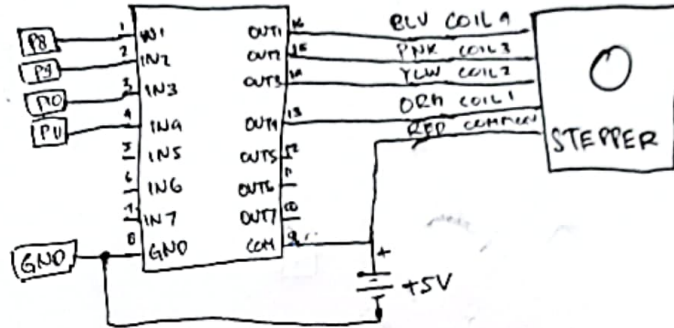 P8
P9
P10
P11
GND
1 IN1
2 IN2
3 IN3
4 IN4
5 IN5
6 IN6
7 IN7
8 GND
OUT1 16
OUT2 15
OUT3 14
OUT4 13
OUT5 12
OUT6 11
OUT7 10
COM 9
BLU COIL 4
PNK COIL 3
YLW COIL 2
ORN COIL 1
RED COMMON
STEPPER
+
+5V